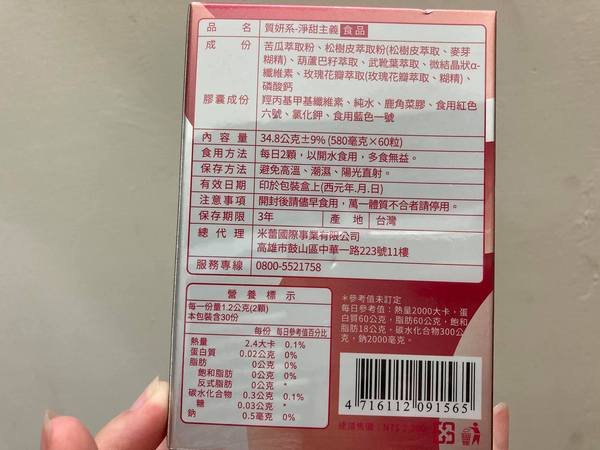 品名 質妍系-淨甜主義 食品
成份 苦瓜萃取粉、松樹皮萃取粉(松樹皮萃取、麥芽
糊精)、葫蘆巴籽萃取、武靴葉萃取、微結晶狀α-
纖維素、玫瑰花瓣萃取(玫瑰花瓣萃取、糊精)、
磷酸鈣
膠囊成份 羥丙基甲基纖維素、純水、鹿角菜膠、食用紅色
六號、氯化鉀、食用藍色一號
內容量 34.8公克±9% (580毫克×60粒)
食用方法 每日2顆，以開水食用，多食無益。
保存方法 避免高溫、潮濕、陽光直射。
有效日期 印於包裝盒上(西元年.月.日)
注意事項 開封後請儘早食用，萬一體質不合者請停用。
保存期限 3年 產地 台灣
總代理 米蕾國際事業有限公司
高雄市鼓山區中華一路223號11樓
服務專線 0800-5521758
營養標示
每一份量1.2公克(2顆)
本包裝含30份
每份 每日參考值百分比
熱量 2.4大卡 0.1%
蛋白質 0.02公克 0%
脂肪 0公克 0%
飽和脂肪 0公克 0%
反式脂肪 0公克 *
碳水化合物 0.3公克 0.1%
糖 0.03公克 *
鈉 0.5毫克 0%
＊參考值未訂定
每日參考值：熱量2000大卡，蛋
白質60公克，脂肪60公克，飽和
脂肪18公克，碳水化合物300公
克，鈉2000毫克。
4 716112 091565
建議售價：NT$